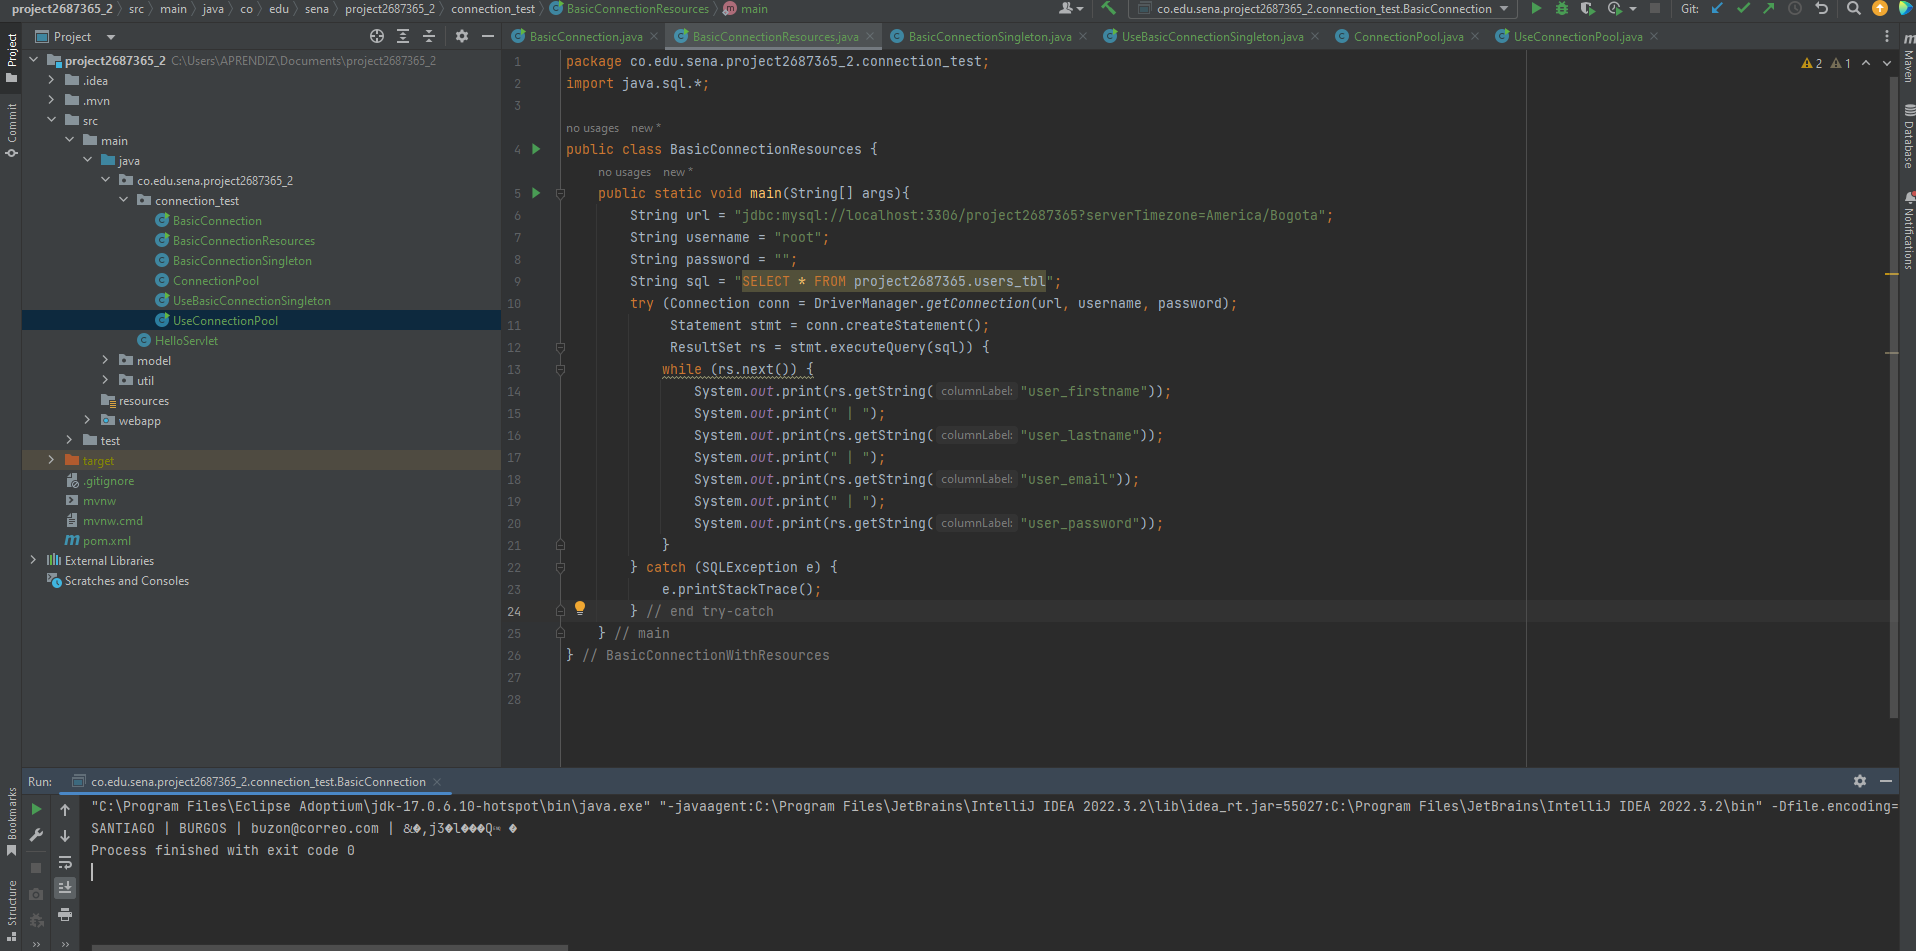 project2687365_2 > src > main > java > co > edu > sena > project2687365_2 > connection_test > BasicConnectionResources > main
co.edu.sena.project2687365_2.connection_test.BasicConnection
Git:
Project
BasicConnection.java
BasicConnectionResources.java
BasicConnectionSingleton.java
UseBasicConnectionSingleton.java
ConnectionPool.java
UseConnectionPool.java
Project
Commit
Bookmarks
Structure
project2687365_2 C:\Users\APRENDIZ\Documents\project2687365_2
.idea
.mvn
src
main
java
co.edu.sena.project2687365_2
connection_test
BasicConnection
BasicConnectionResources
BasicConnectionSingleton
ConnectionPool
UseBasicConnectionSingleton
UseConnectionPool
HelloServlet
model
util
resources
webapp
test
target
.gitignore
mvnw
mvnw.cmd
pom.xml
External Libraries
Scratches and Consoles
2 1
1 package co.edu.sena.project2687365_2.connection_test;
2 import java.sql.*;
3
no usages new *
4 public class BasicConnectionResources {
no usages new *
5 public static void main(String[] args){
6 String url = "jdbc:mysql://localhost:3306/project2687365?serverTimezone=America/Bogota";
7 String username = "root";
8 String password = "";
9 String sql = "SELECT * FROM project2687365.users_tbl";
10 try (Connection conn = DriverManager.getConnection(url, username, password);
11 Statement stmt = conn.createStatement();
12 ResultSet rs = stmt.executeQuery(sql)) {
13 while (rs.next()) {
14 System.out.print(rs.getString( columnLabel: "user_firstname"));
15 System.out.print(" | ");
16 System.out.print(rs.getString( columnLabel: "user_lastname"));
17 System.out.print(" | ");
18 System.out.print(rs.getString( columnLabel: "user_email"));
19 System.out.print(" | ");
20 System.out.print(rs.getString( columnLabel: "user_password"));
21 }
22 } catch (SQLException e) {
23 e.printStackTrace();
24 } // end try-catch
25 } // main
26 } // BasicConnectionWithResources
27
28
Maven
Database
Notifications
Run: co.edu.sena.project2687365_2.connection_test.BasicConnection
"C:\Program Files\Eclipse Adoptium\jdk-17.0.6.10-hotspot\bin\java.exe" "-javaagent:C:\Program Files\JetBrains\IntelliJ IDEA 2022.3.2\lib\idea_rt.jar=55027:C:\Program Files\JetBrains\IntelliJ IDEA 2022.3.2\bin" -Dfile.encoding=
SANTIAGO | BURGOS | buzon@correo.com |
Process finished with exit code 0